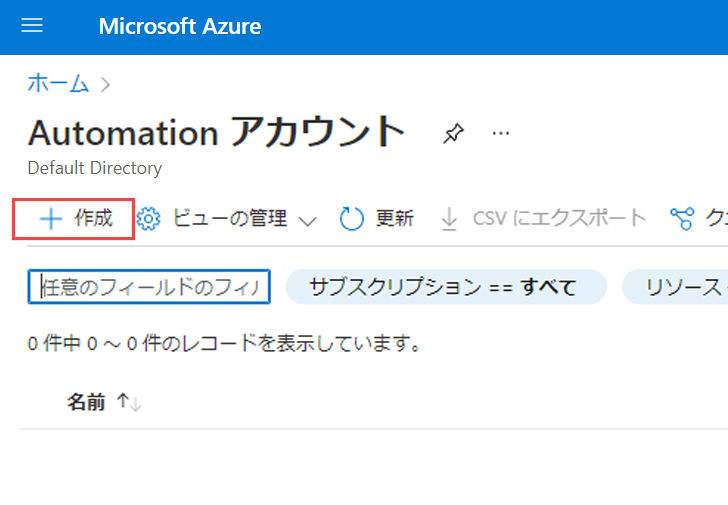 Microsoft Azure
ホーム
Automation アカウント
Default Directory
作成 ビューの管理 更新 CSV にエクスポート
任意のフィールドのフィル サブスクリプション == すべて リソース
0 件中 0 ～ 0 件のレコードを表示しています。
名前